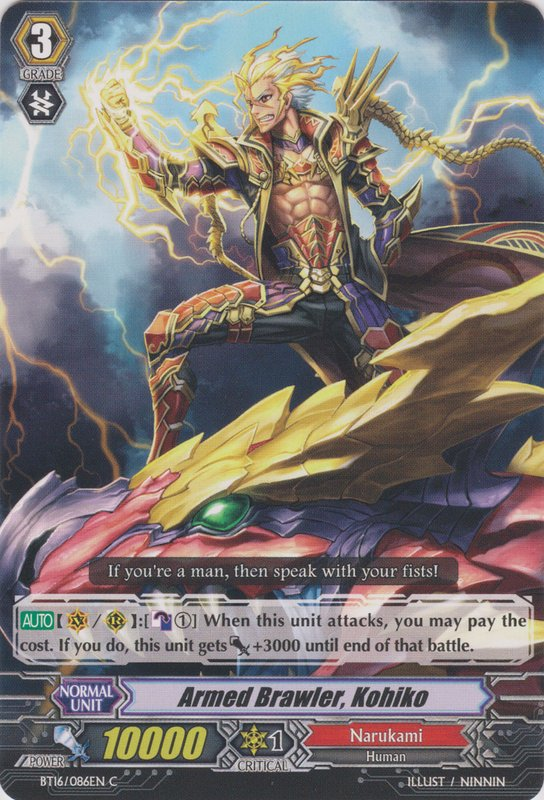 3
GRADE
If you're a man, then speak with your fists!
AUTO【V/R】:[①] When this unit attacks, you may pay the
cost. If you do, this unit gets +3000 until end of that battle.
NORMAL
UNIT
Armed Brawler, Kohiko
POWER
10000
1
CRITICAL
Narukami
Human
BT16/086EN C
ILLUST / NINNIN